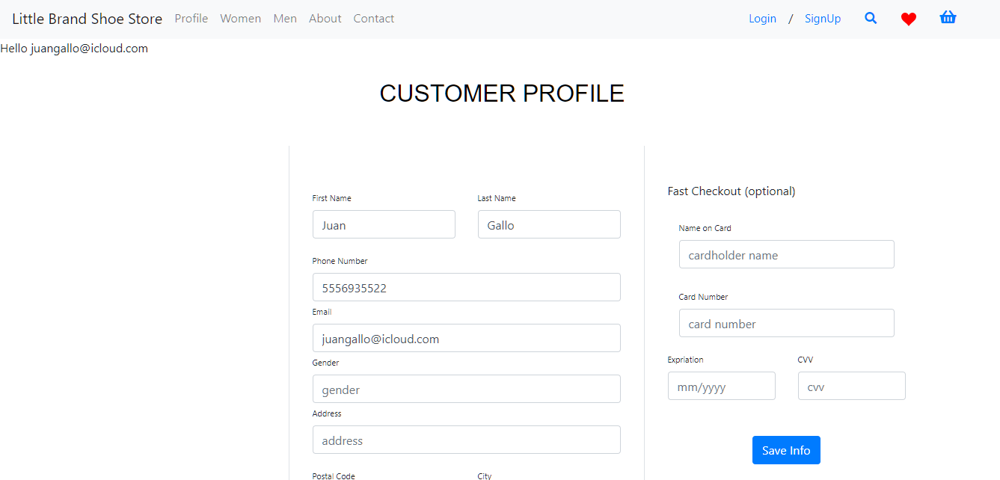 Little Brand Shoe Store Profile Women Men About Contact Login / SignUp
Hello juangallo@icloud.com
CUSTOMER PROFILE
First Name Last Name
Juan Gallo
Phone Number
5556935522
Email
juangallo@icloud.com
Gender
gender
Address
address
Postal Code City
Fast Checkout (optional)
Name on Card
cardholder name
Card Number
card number
Expriation CVV
mm/yyyy cvv
Save Info